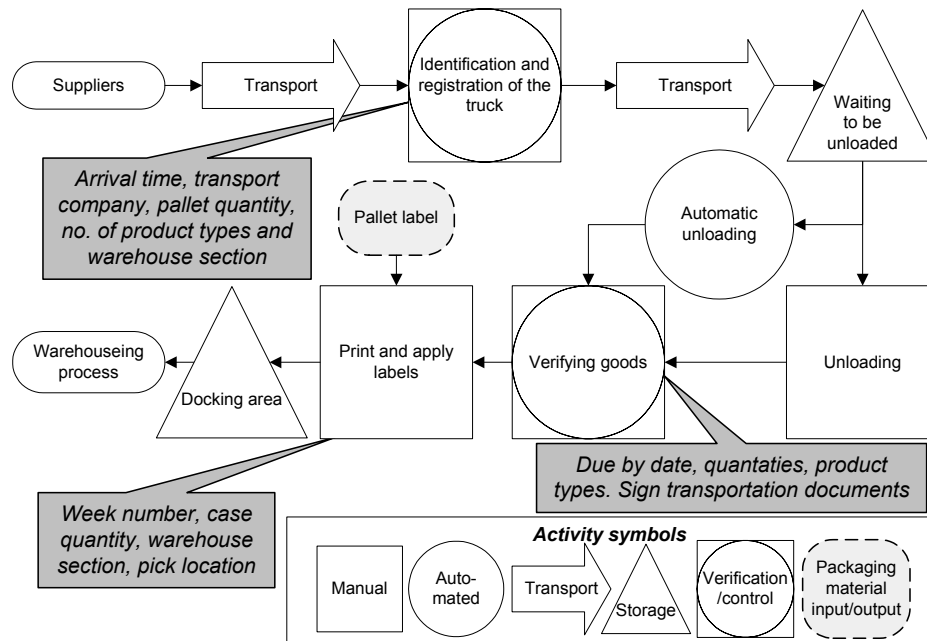 Suppliers
Transport
Identification and
registration of the
truck
Transport
Waiting
to be
unloaded
Arrival time, transport
company, pallet quantity,
no. of product types and
warehouse section
Pallet label
Automatic
unloading
Warehouseing
process
Docking area
Print and apply
labels
Verifying goods
Unloading
Due by date, quantaties, product
types. Sign transportation documents
Week number, case
quantity, warehouse
section, pick location
Activity symbols
Manual
Auto-
mated
Transport
Storage
Verification
/control
Packaging
material
input/output